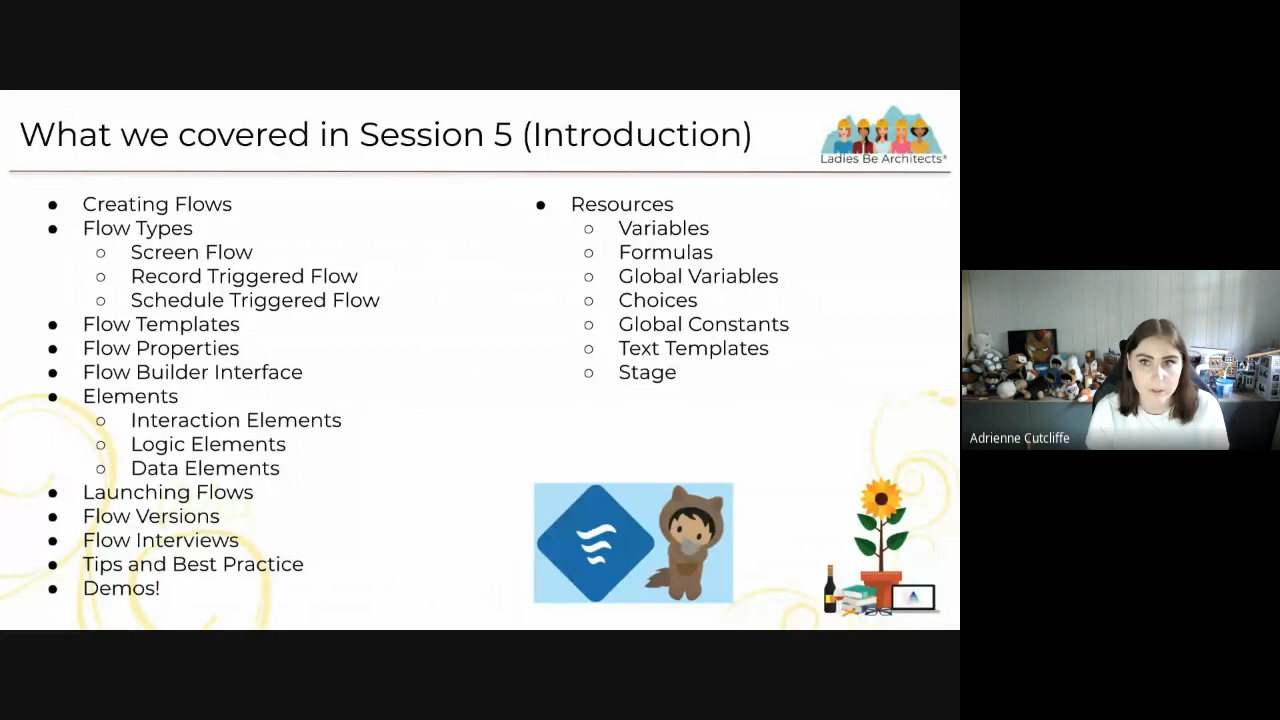 What we covered in Session 5 (Introduction)
Ladies Be Architects*
● Creating Flows
● Flow Types
○ Screen Flow
○ Record Triggered Flow
○ Schedule Triggered Flow
● Flow Templates
● Flow Properties
● Flow Builder Interface
● Elements
○ Interaction Elements
○ Logic Elements
○ Data Elements
● Launching Flows
● Flow Versions
● Flow Interviews
● Tips and Best Practice
● Demos!
● Resources
○ Variables
○ Formulas
○ Global Variables
○ Choices
○ Global Constants
○ Text Templates
○ Stage
Adrienne Cutcliffe